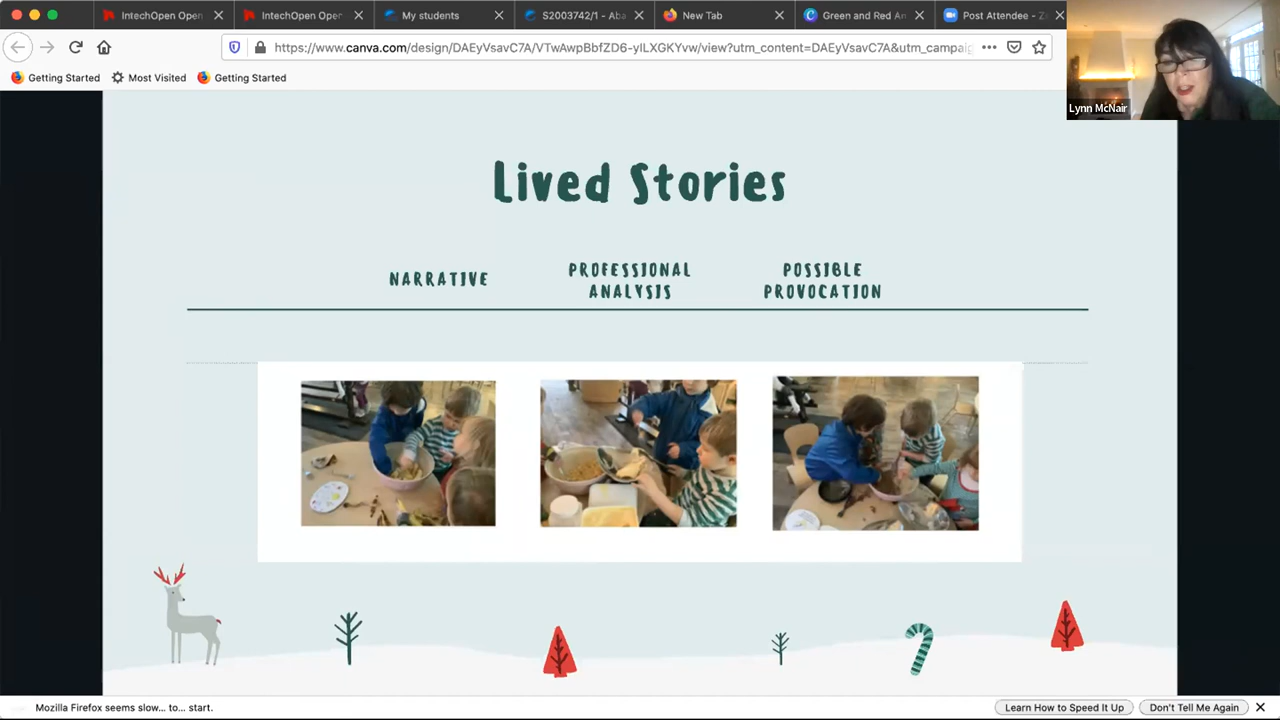 IntechOpen Open
IntechOpen Open
My students
S2003742/1 - Aba
New Tab
Green and Red An
Post Attendee - Z
https://www.canva.com/design/DAEyVsavC7A/VTwAwpBbfZD6-yILXGKYvw/view?utm_content=DAEyVsavC7A&utm_campaig
Getting Started
Most Visited
Getting Started
Lynn McNair
Lived Stories
NARRATIVE
PROFESSIONAL
ANALYSIS
POSSIBLE
PROVOCATION
Mozilla Firefox seems slow... to... start.
Learn How to Speed It Up
Don't Tell Me Again